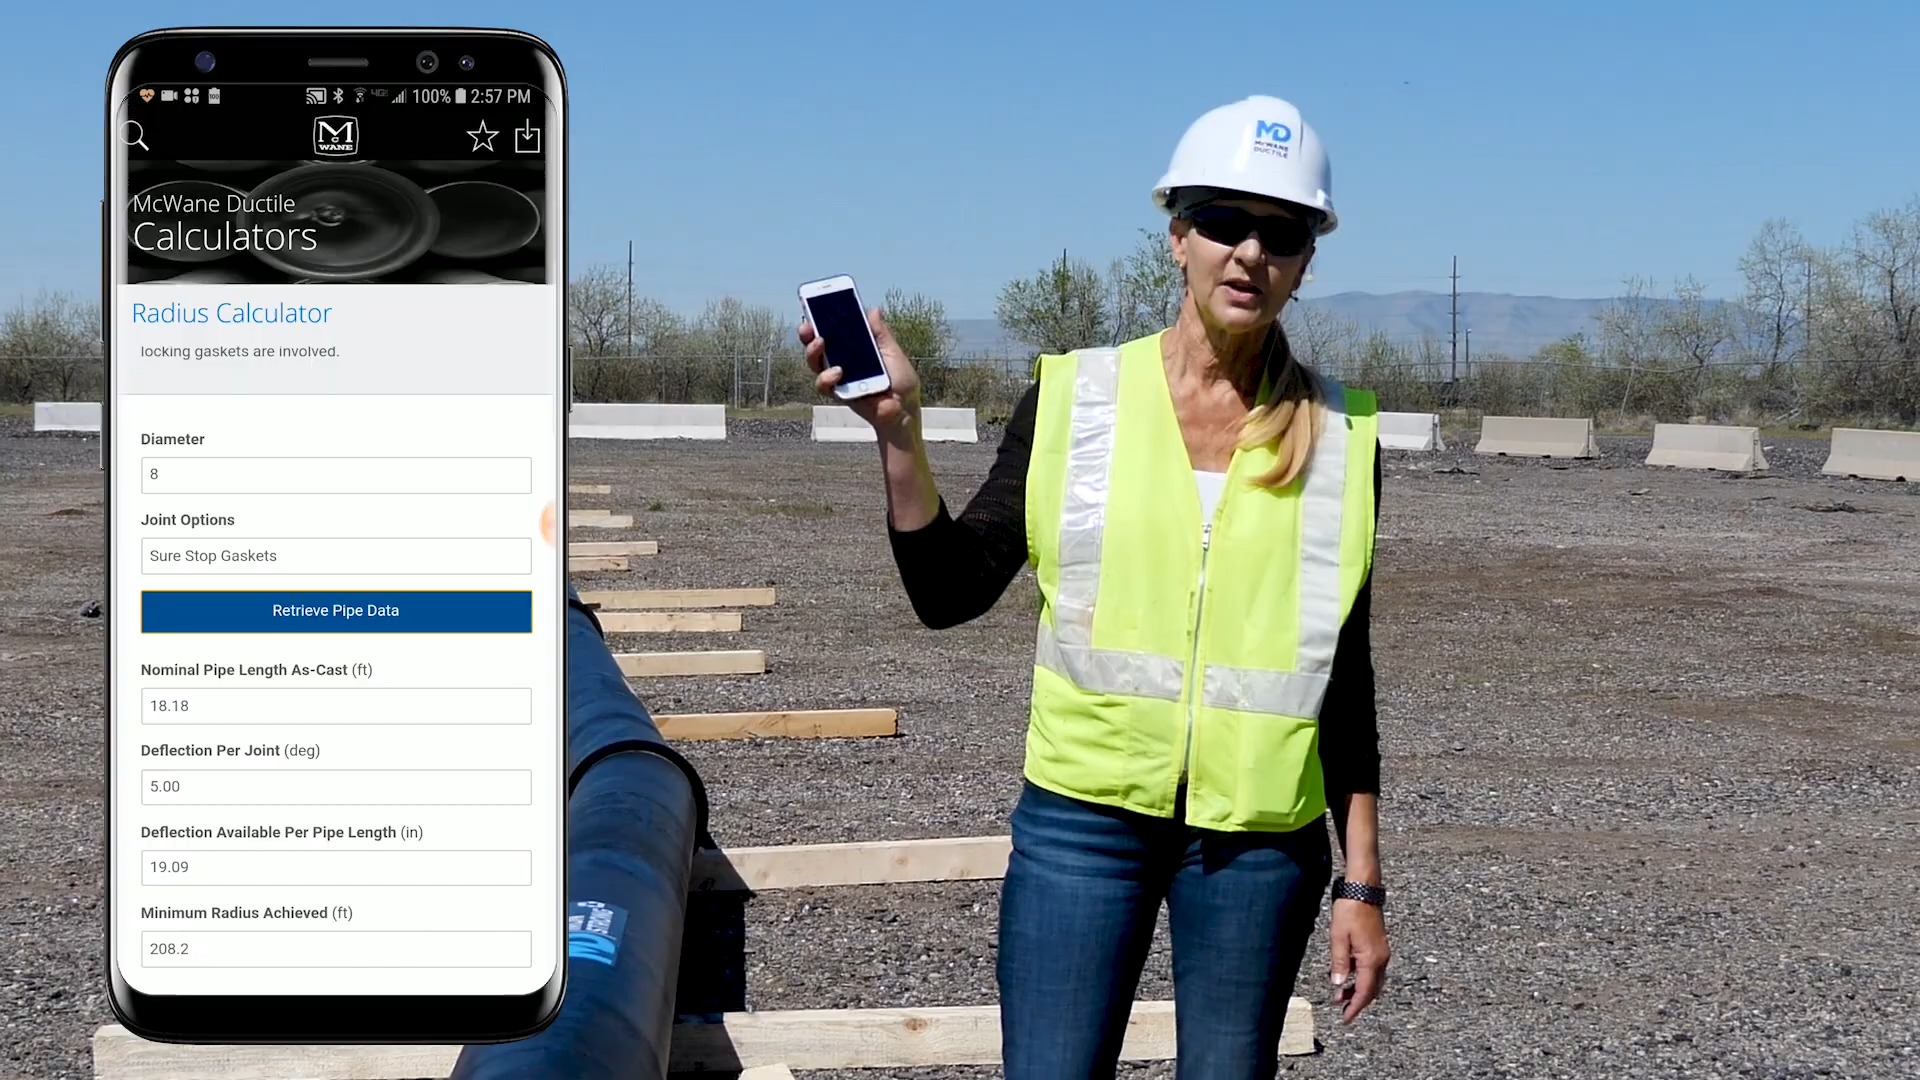 100% 2:57 PM
M
WANE
McWane Ductile
Calculators
Radius Calculator
locking gaskets are involved.
Diameter
8
Joint Options
Sure Stop Gaskets
Retrieve Pipe Data
Nominal Pipe Length As-Cast (ft)
18.18
Deflection Per Joint (deg)
5.00
Deflection Available Per Pipe Length (in)
19.09
Minimum Radius Achieved (ft)
208.2
MD
McWANE
DUCTILE